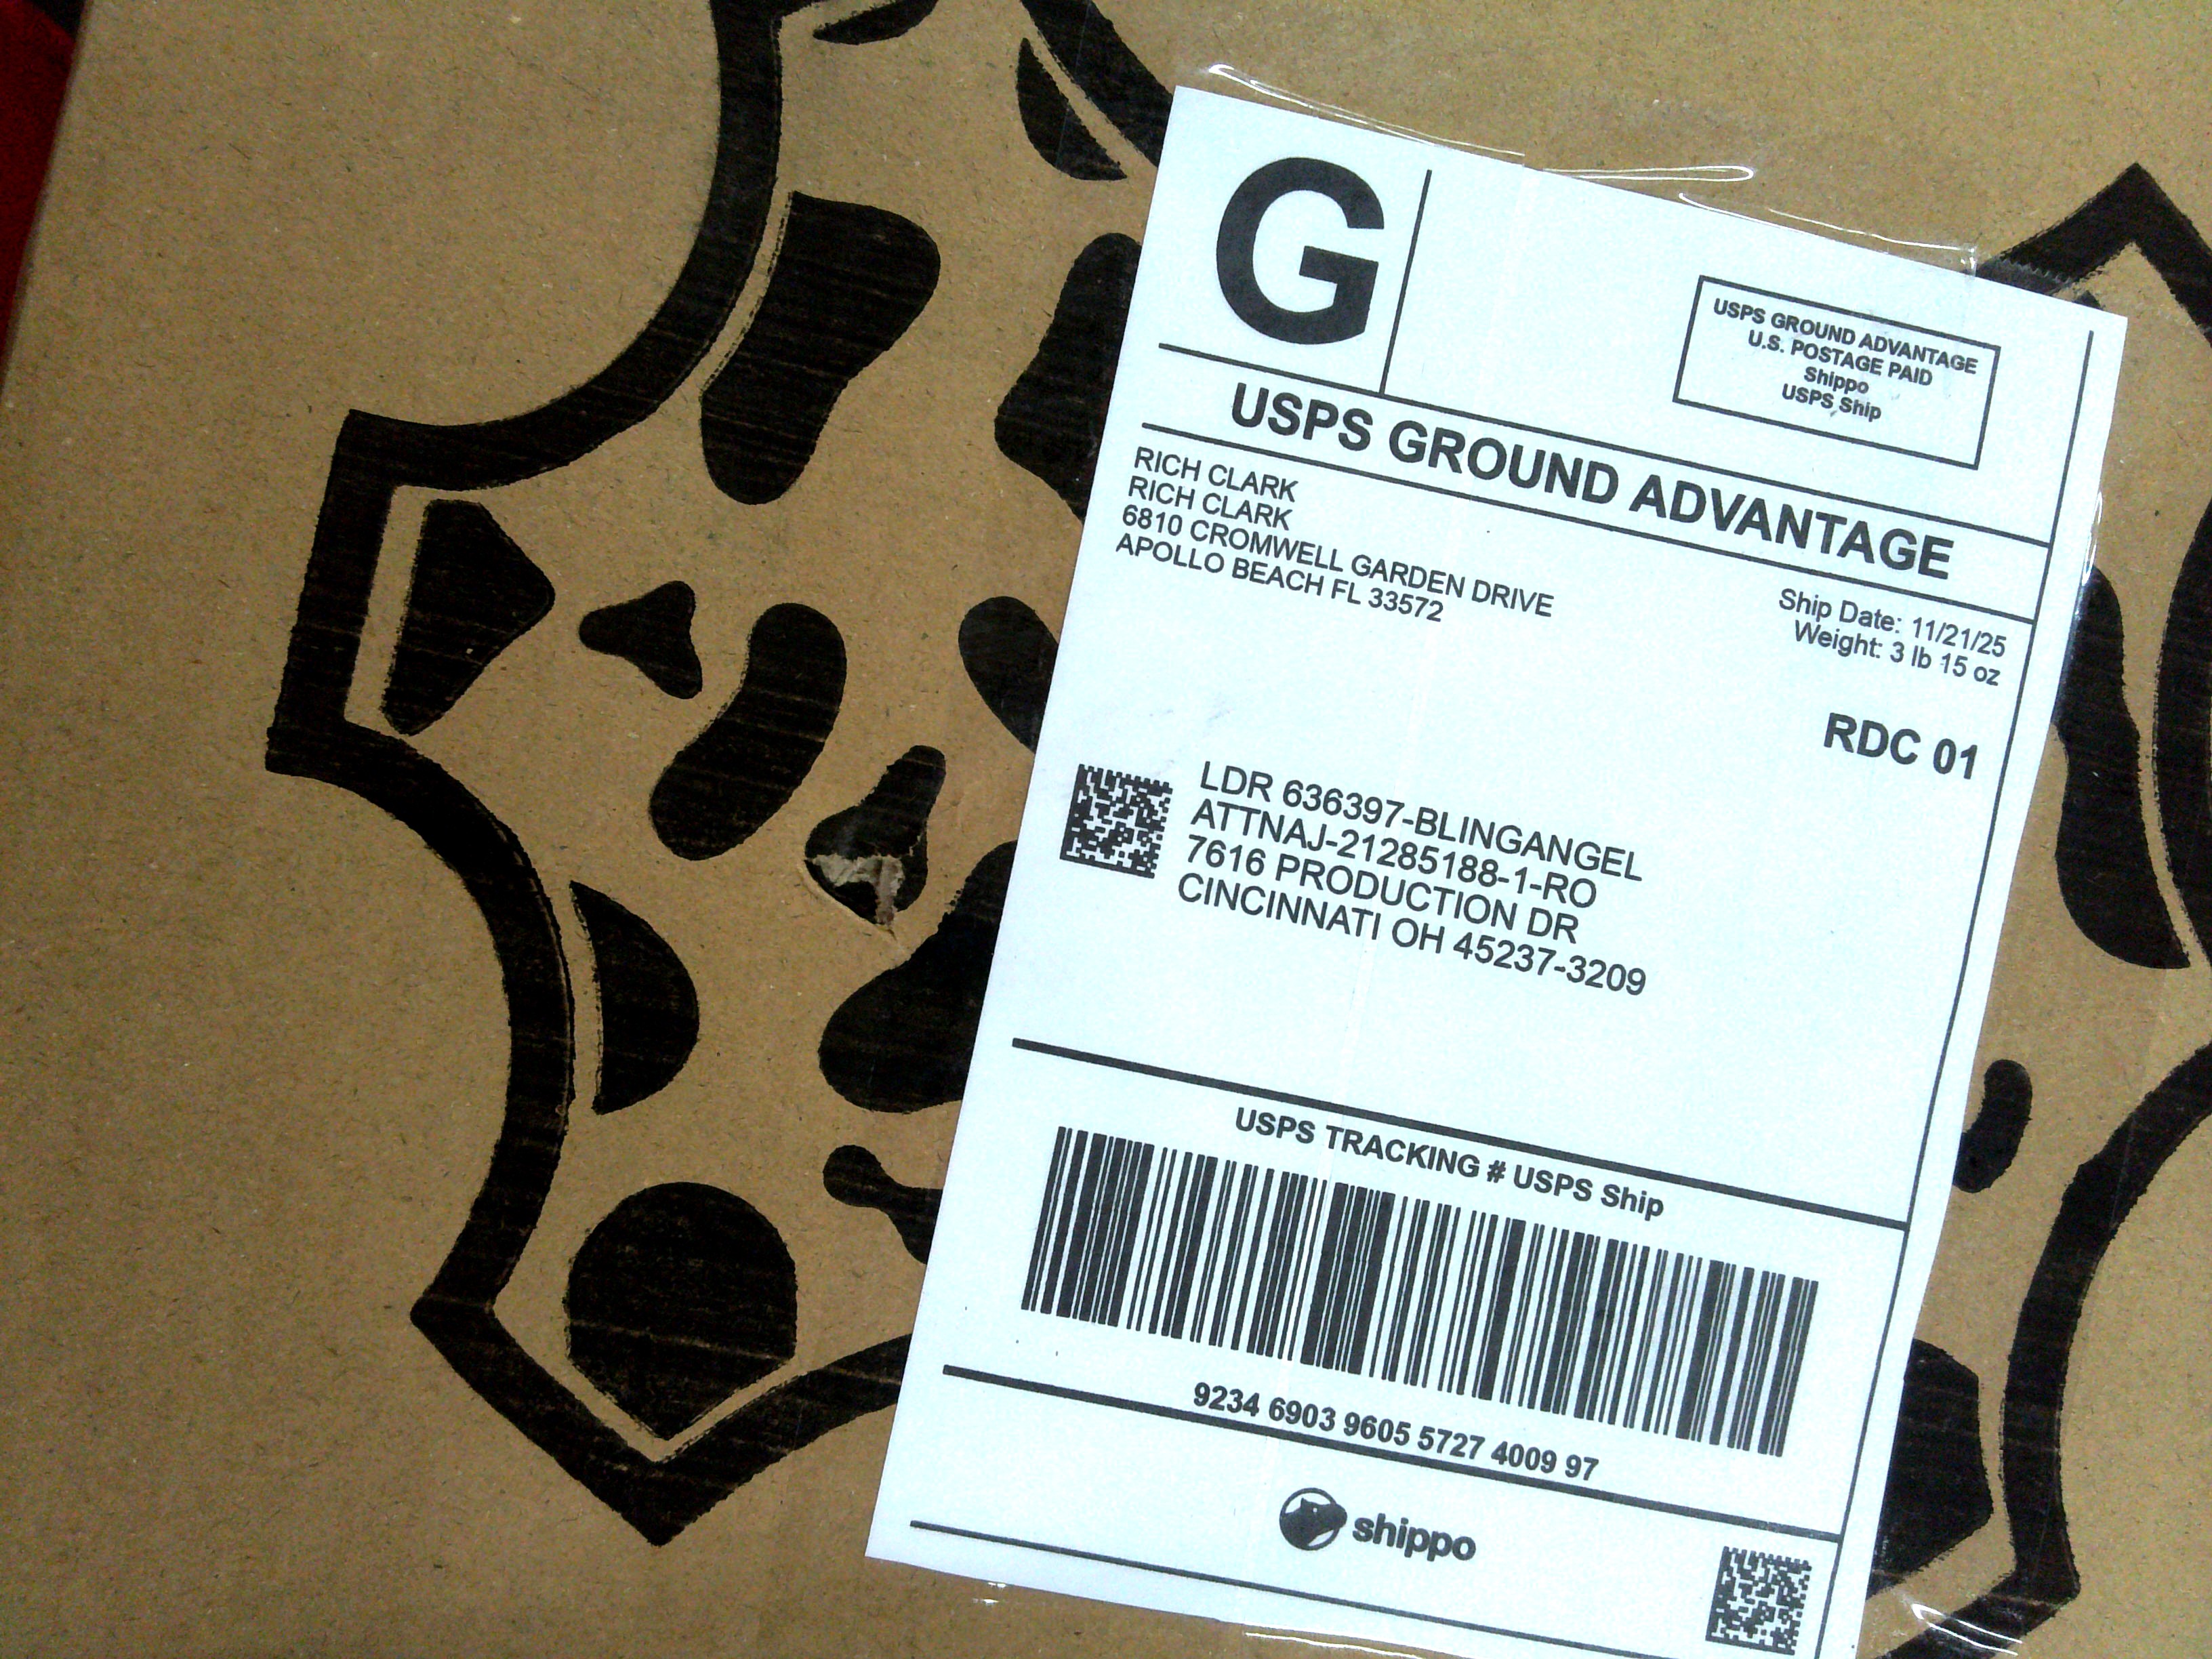 G
USPS GROUND ADVANTAGE
U.S. POSTAGE PAID
Shippo
USPS Ship
USPS GROUND ADVANTAGE
RICH CLARK
RICH CLARK
6810 CROMWELL GARDEN DRIVE
APOLLO BEACH FL 33572
Ship Date: 11/21/25
Weight: 3 lb 15 oz
RDC 01
LDR 636397-BLINGANGEL
ATTNAJ-21285188-1-RO
7616 PRODUCTION DR
CINCINNATI OH 45237-3209
USPS TRACKING # USPS Ship
9234 6903 9605 5727 4009 97
shippo